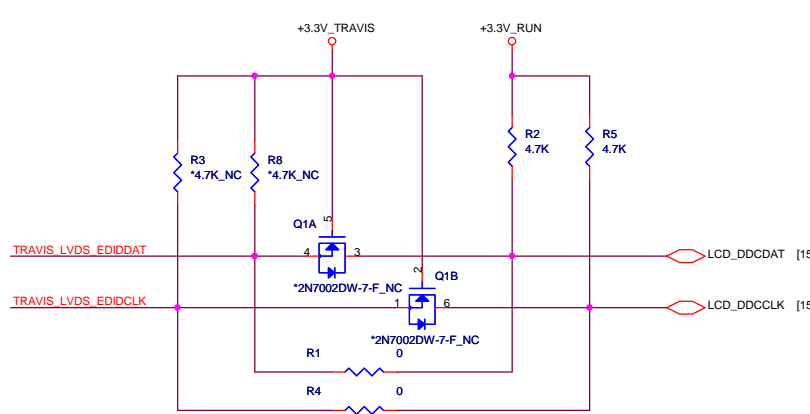 +3.3V_TRAVIS +3.3V_RUN
R3 R8 R2 R5
*4.7K_NC *4.7K_NC 4.7K 4.7K
Q1A 5
TRAVIS_LVDS_EDIDDAT 4 3 LCD_DDCDAT [15
2 Q1B
*2N7002DW-7-F_NC
TRAVIS_LVDS_EDIDCLK 1 6 LCD_DDCCLK [15
*2N7002DW-7-F_NC
R1 0
R4 0